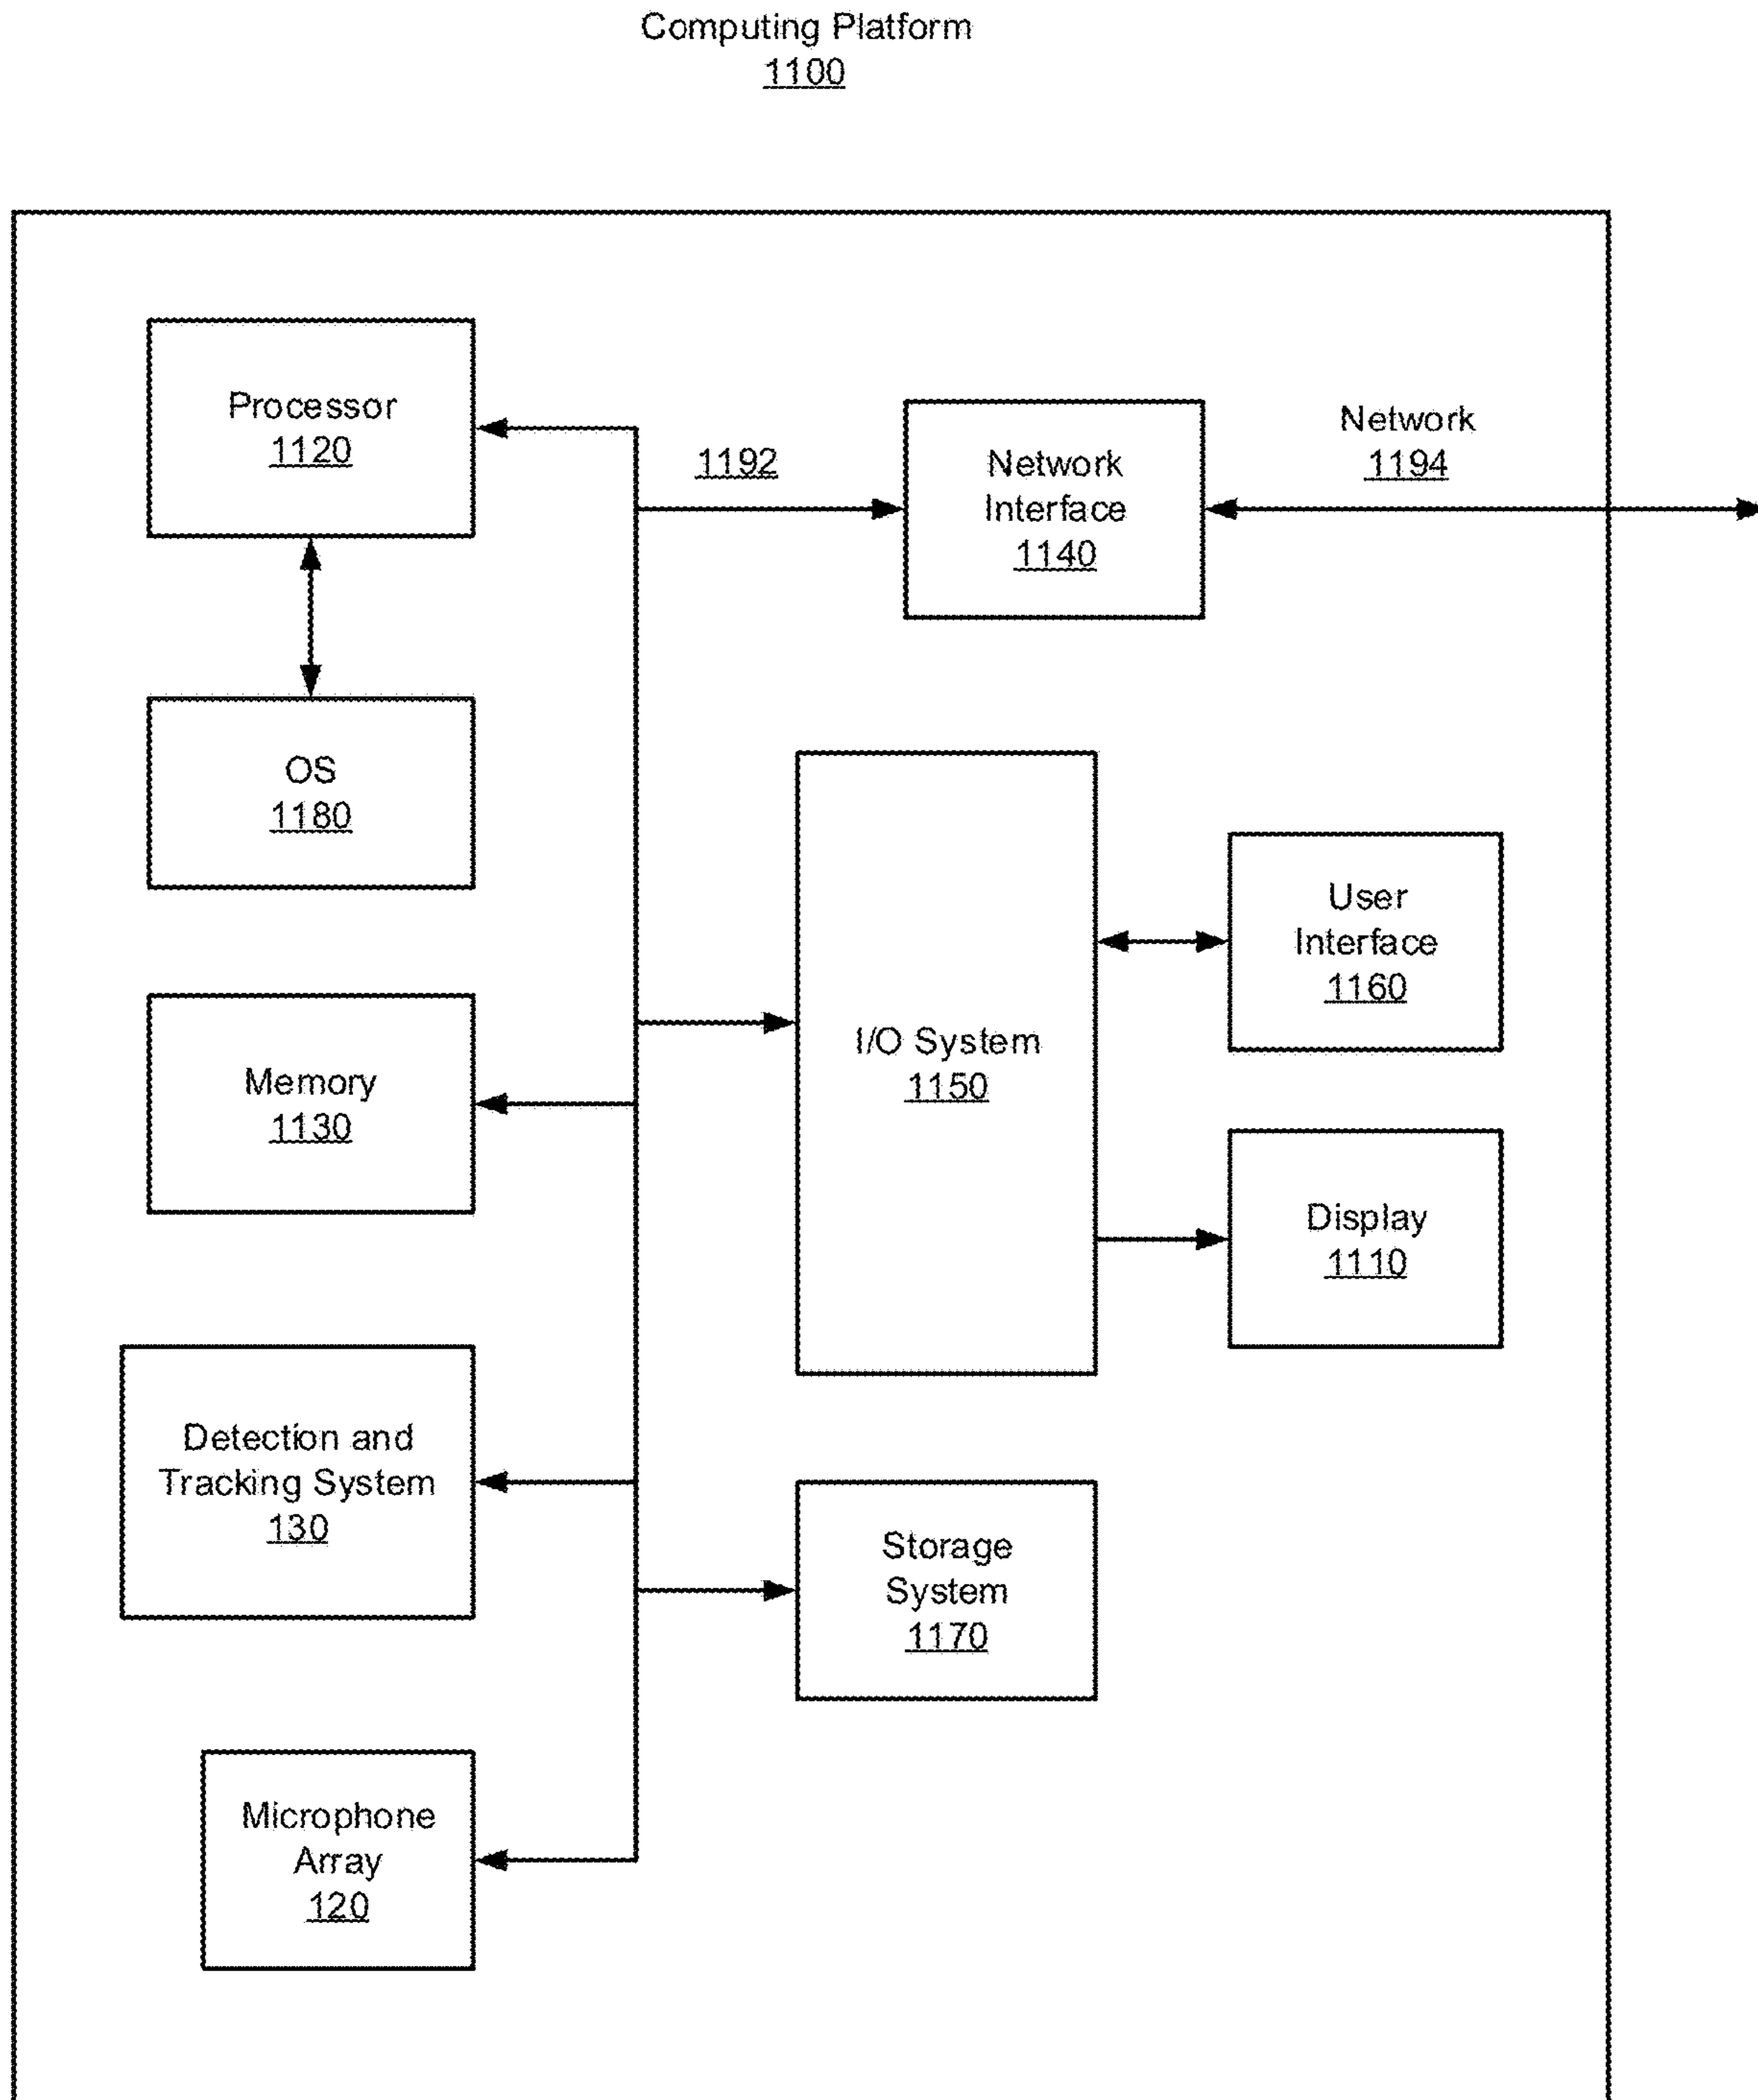 Computing Platform
1100
Processor
1120
1192
Network
Interface
1140
Network
1194
OS
1180
User
Interface
1160
I/O System
1150
Memory
1130
Display
1110
Detection and
Tracking System
130
Storage
System
1170
Microphone
Array
120